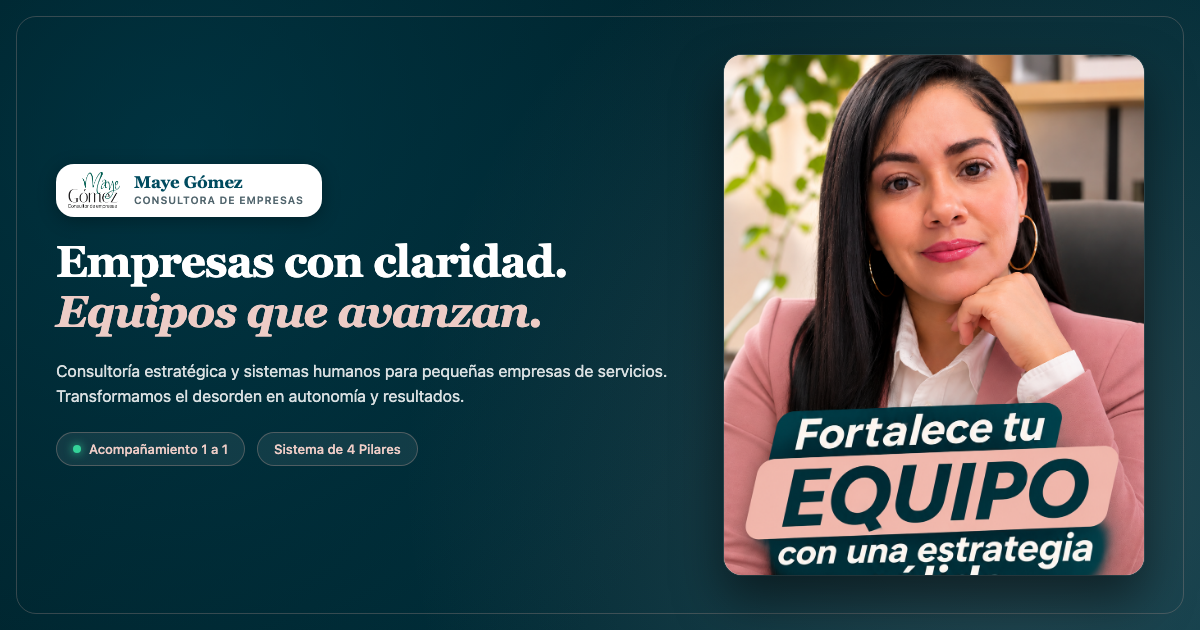 Maye
Gómez
Consultora de empresas
Maye Gómez
CONSULTORA DE EMPRESAS
Empresas con claridad.
Equipos que avanzan.
Consultoría estratégica y sistemas humanos para pequeñas empresas de servicios.
Transformamos el desorden en autonomía y resultados.
Acompañamiento 1 a 1
Sistema de 4 Pilares
Fortalece tu
EQUIPO
con una estrategia